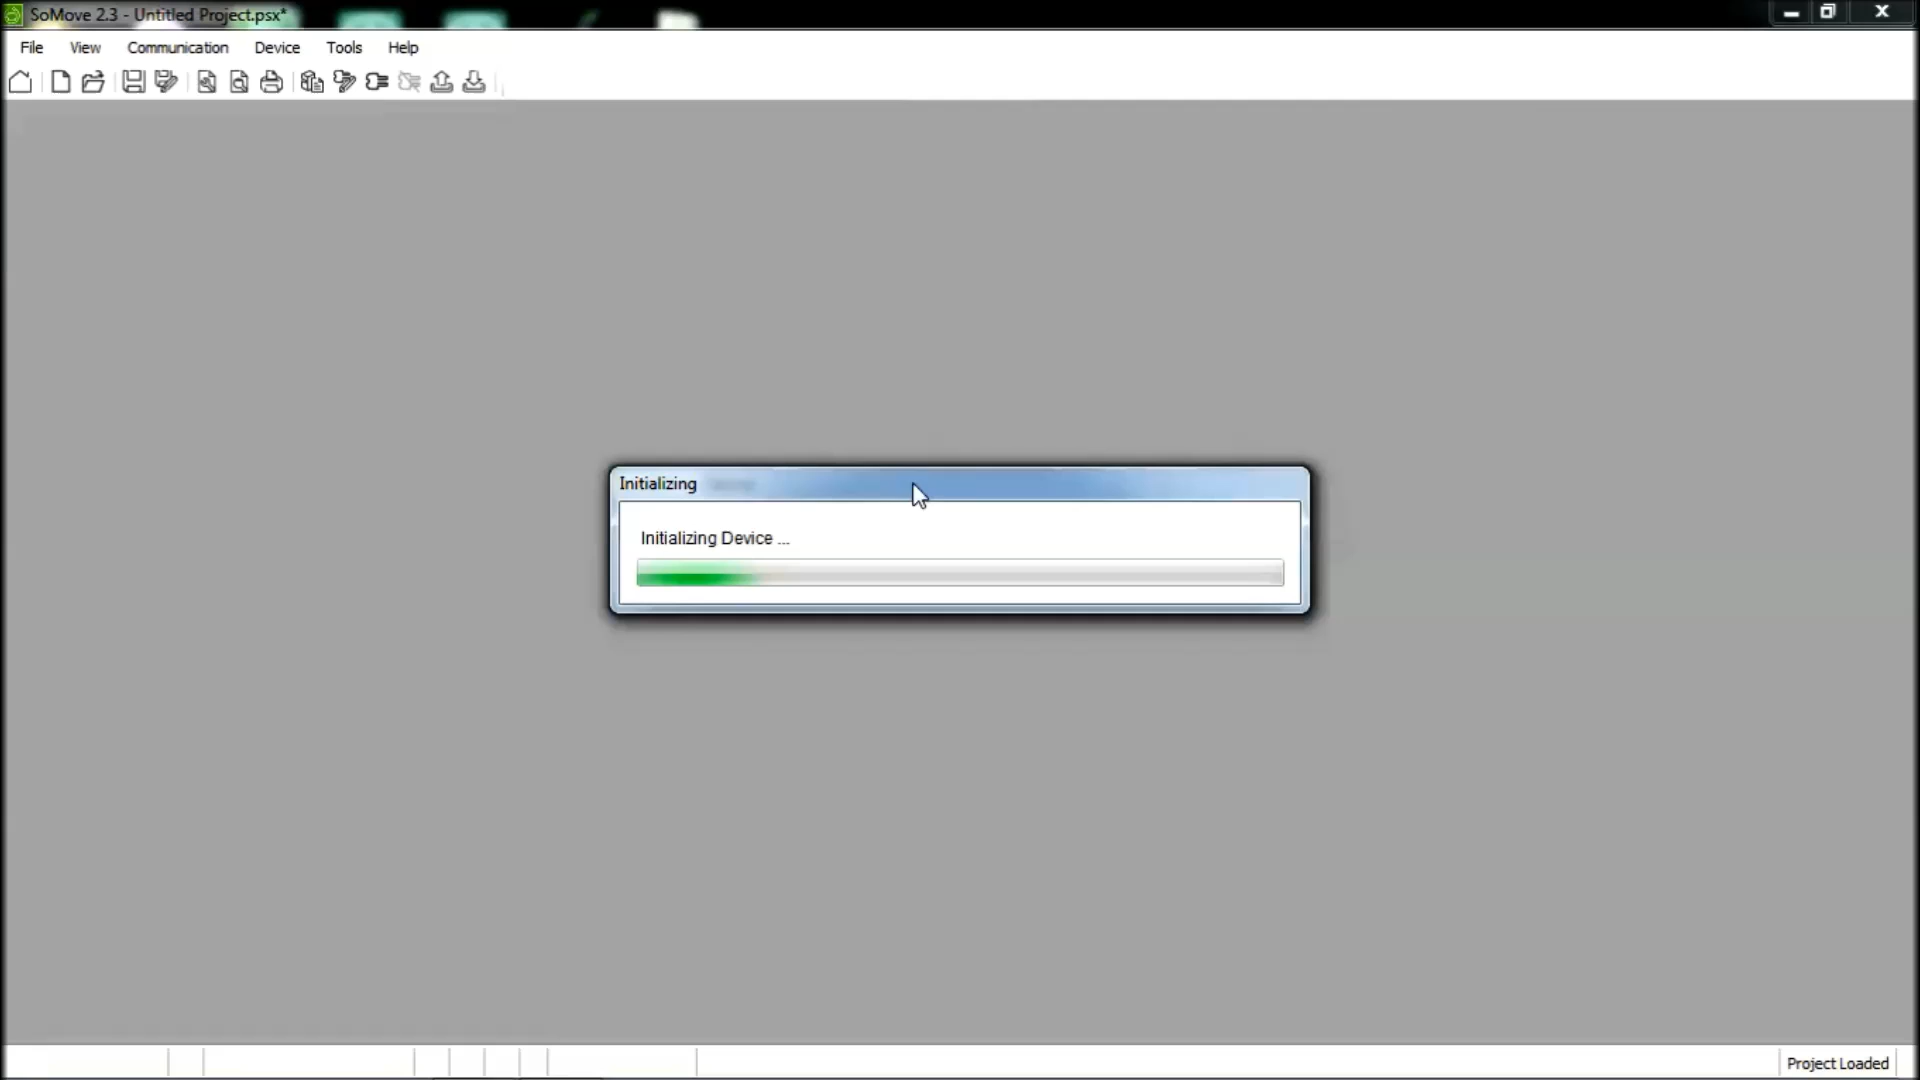 SoMove 2.3 - Untitled Project.psx*
File View Communication Device Tools Help
Initializing
Initializing Device ...
Project Loaded